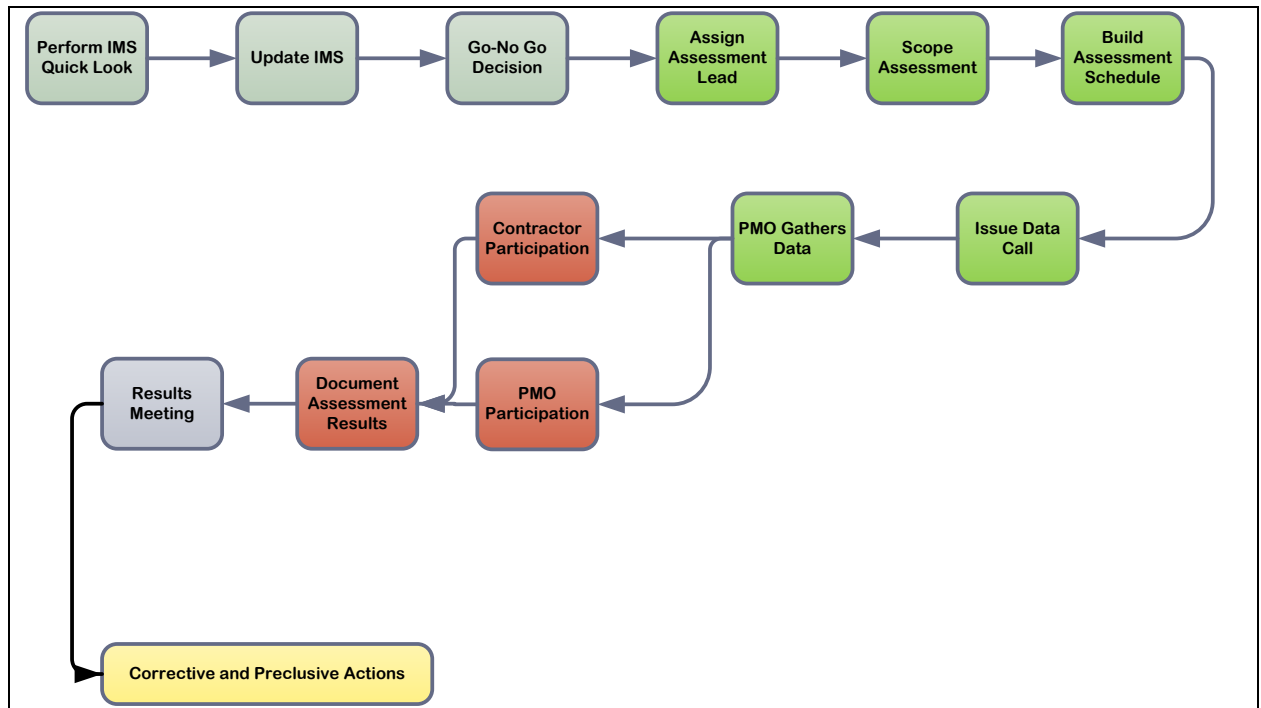 Perform IMS
Quick Look
Update IMS
Go-No Go
Decision
Assign
Assessment
Lead
Scope
Assessment
Build
Assessment
Schedule
Contractor
Participation
PMO Gathers
Data
Issue Data
Call
Results
Meeting
Document
Assessment
Results
PMO
Participation
Corrective and Preclusive Actions